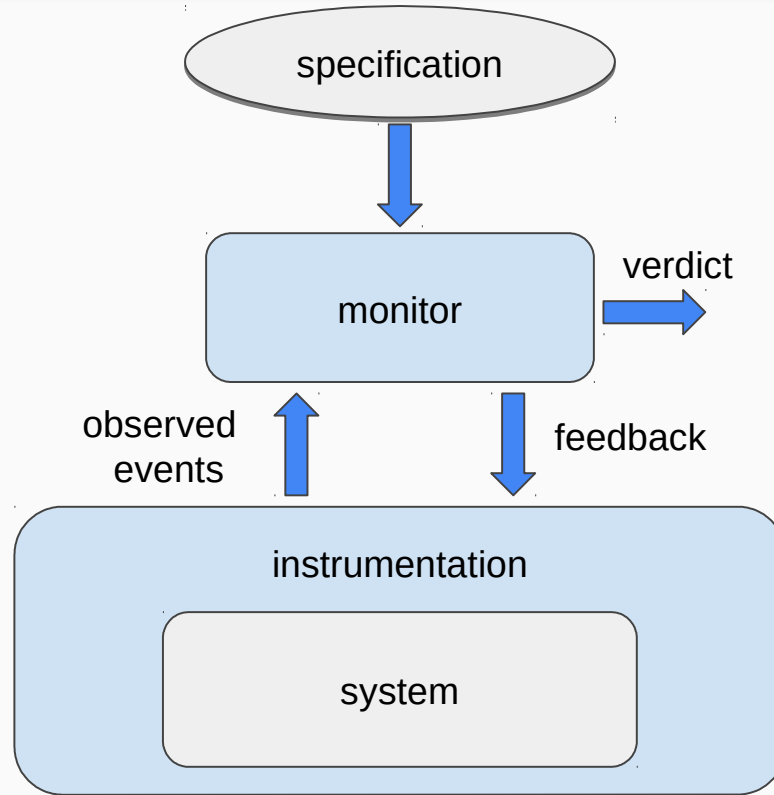 specification
verdict
monitor
observed
events
feedback
instrumentation
system